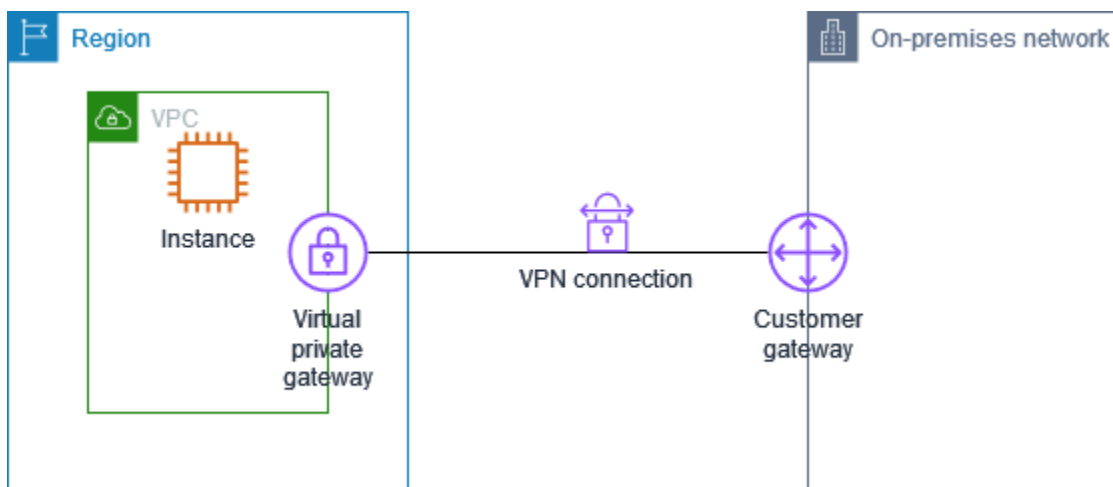 Region
On-premises network
VPC
Instance
VPN connection
Virtual
private
gateway
Customer
gateway